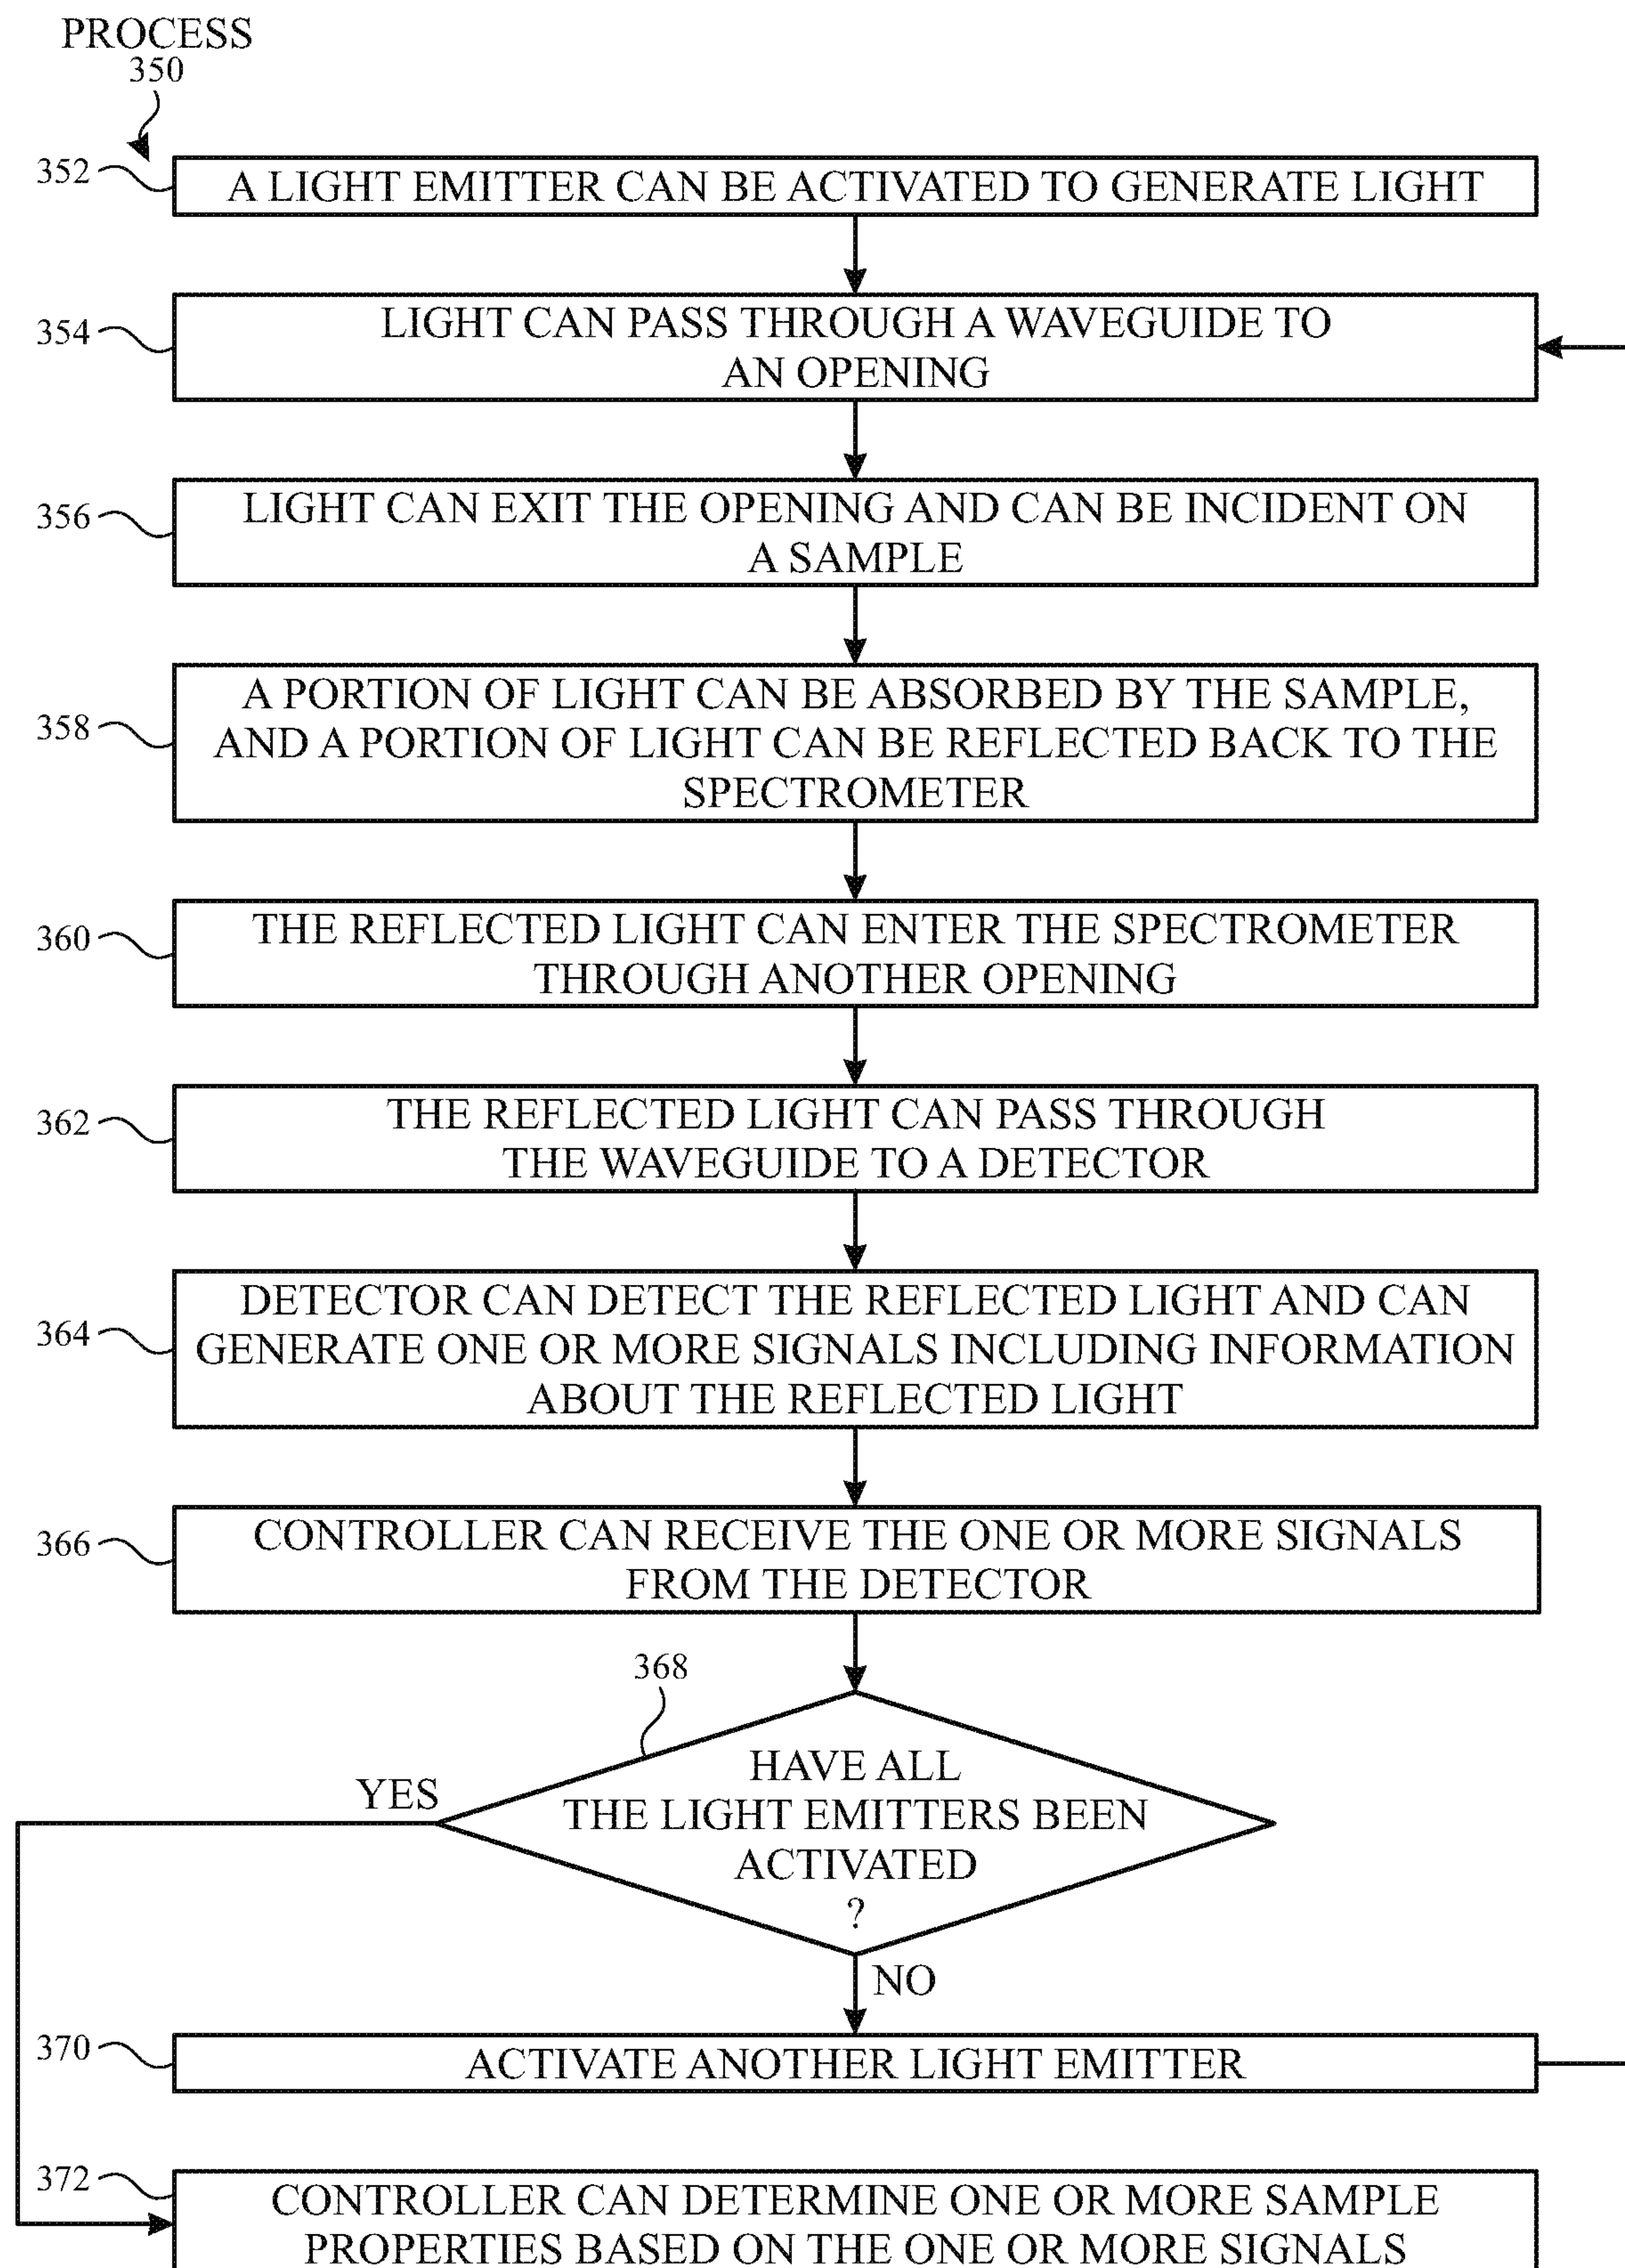 PROCESS
350
352
A LIGHT EMITTER CAN BE ACTIVATED TO GENERATE LIGHT
354
LIGHT CAN PASS THROUGH A WAVEGUIDE TO
AN OPENING
356
LIGHT CAN EXIT THE OPENING AND CAN BE INCIDENT ON
A SAMPLE
358
A PORTION OF LIGHT CAN BE ABSORBED BY THE SAMPLE,
AND A PORTION OF LIGHT CAN BE REFLECTED BACK TO THE
SPECTROMETER
360
THE REFLECTED LIGHT CAN ENTER THE SPECTROMETER
THROUGH ANOTHER OPENING
362
THE REFLECTED LIGHT CAN PASS THROUGH
THE WAVEGUIDE TO A DETECTOR
364
DETECTOR CAN DETECT THE REFLECTED LIGHT AND CAN
GENERATE ONE OR MORE SIGNALS INCLUDING INFORMATION
ABOUT THE REFLECTED LIGHT
366
CONTROLLER CAN RECEIVE THE ONE OR MORE SIGNALS
FROM THE DETECTOR
368
HAVE ALL
THE LIGHT EMITTERS BEEN
ACTIVATED
?
YES
NO
370
ACTIVATE ANOTHER LIGHT EMITTER
372
CONTROLLER CAN DETERMINE ONE OR MORE SAMPLE
PROPERTIES BASED ON THE ONE OR MORE SIGNALS